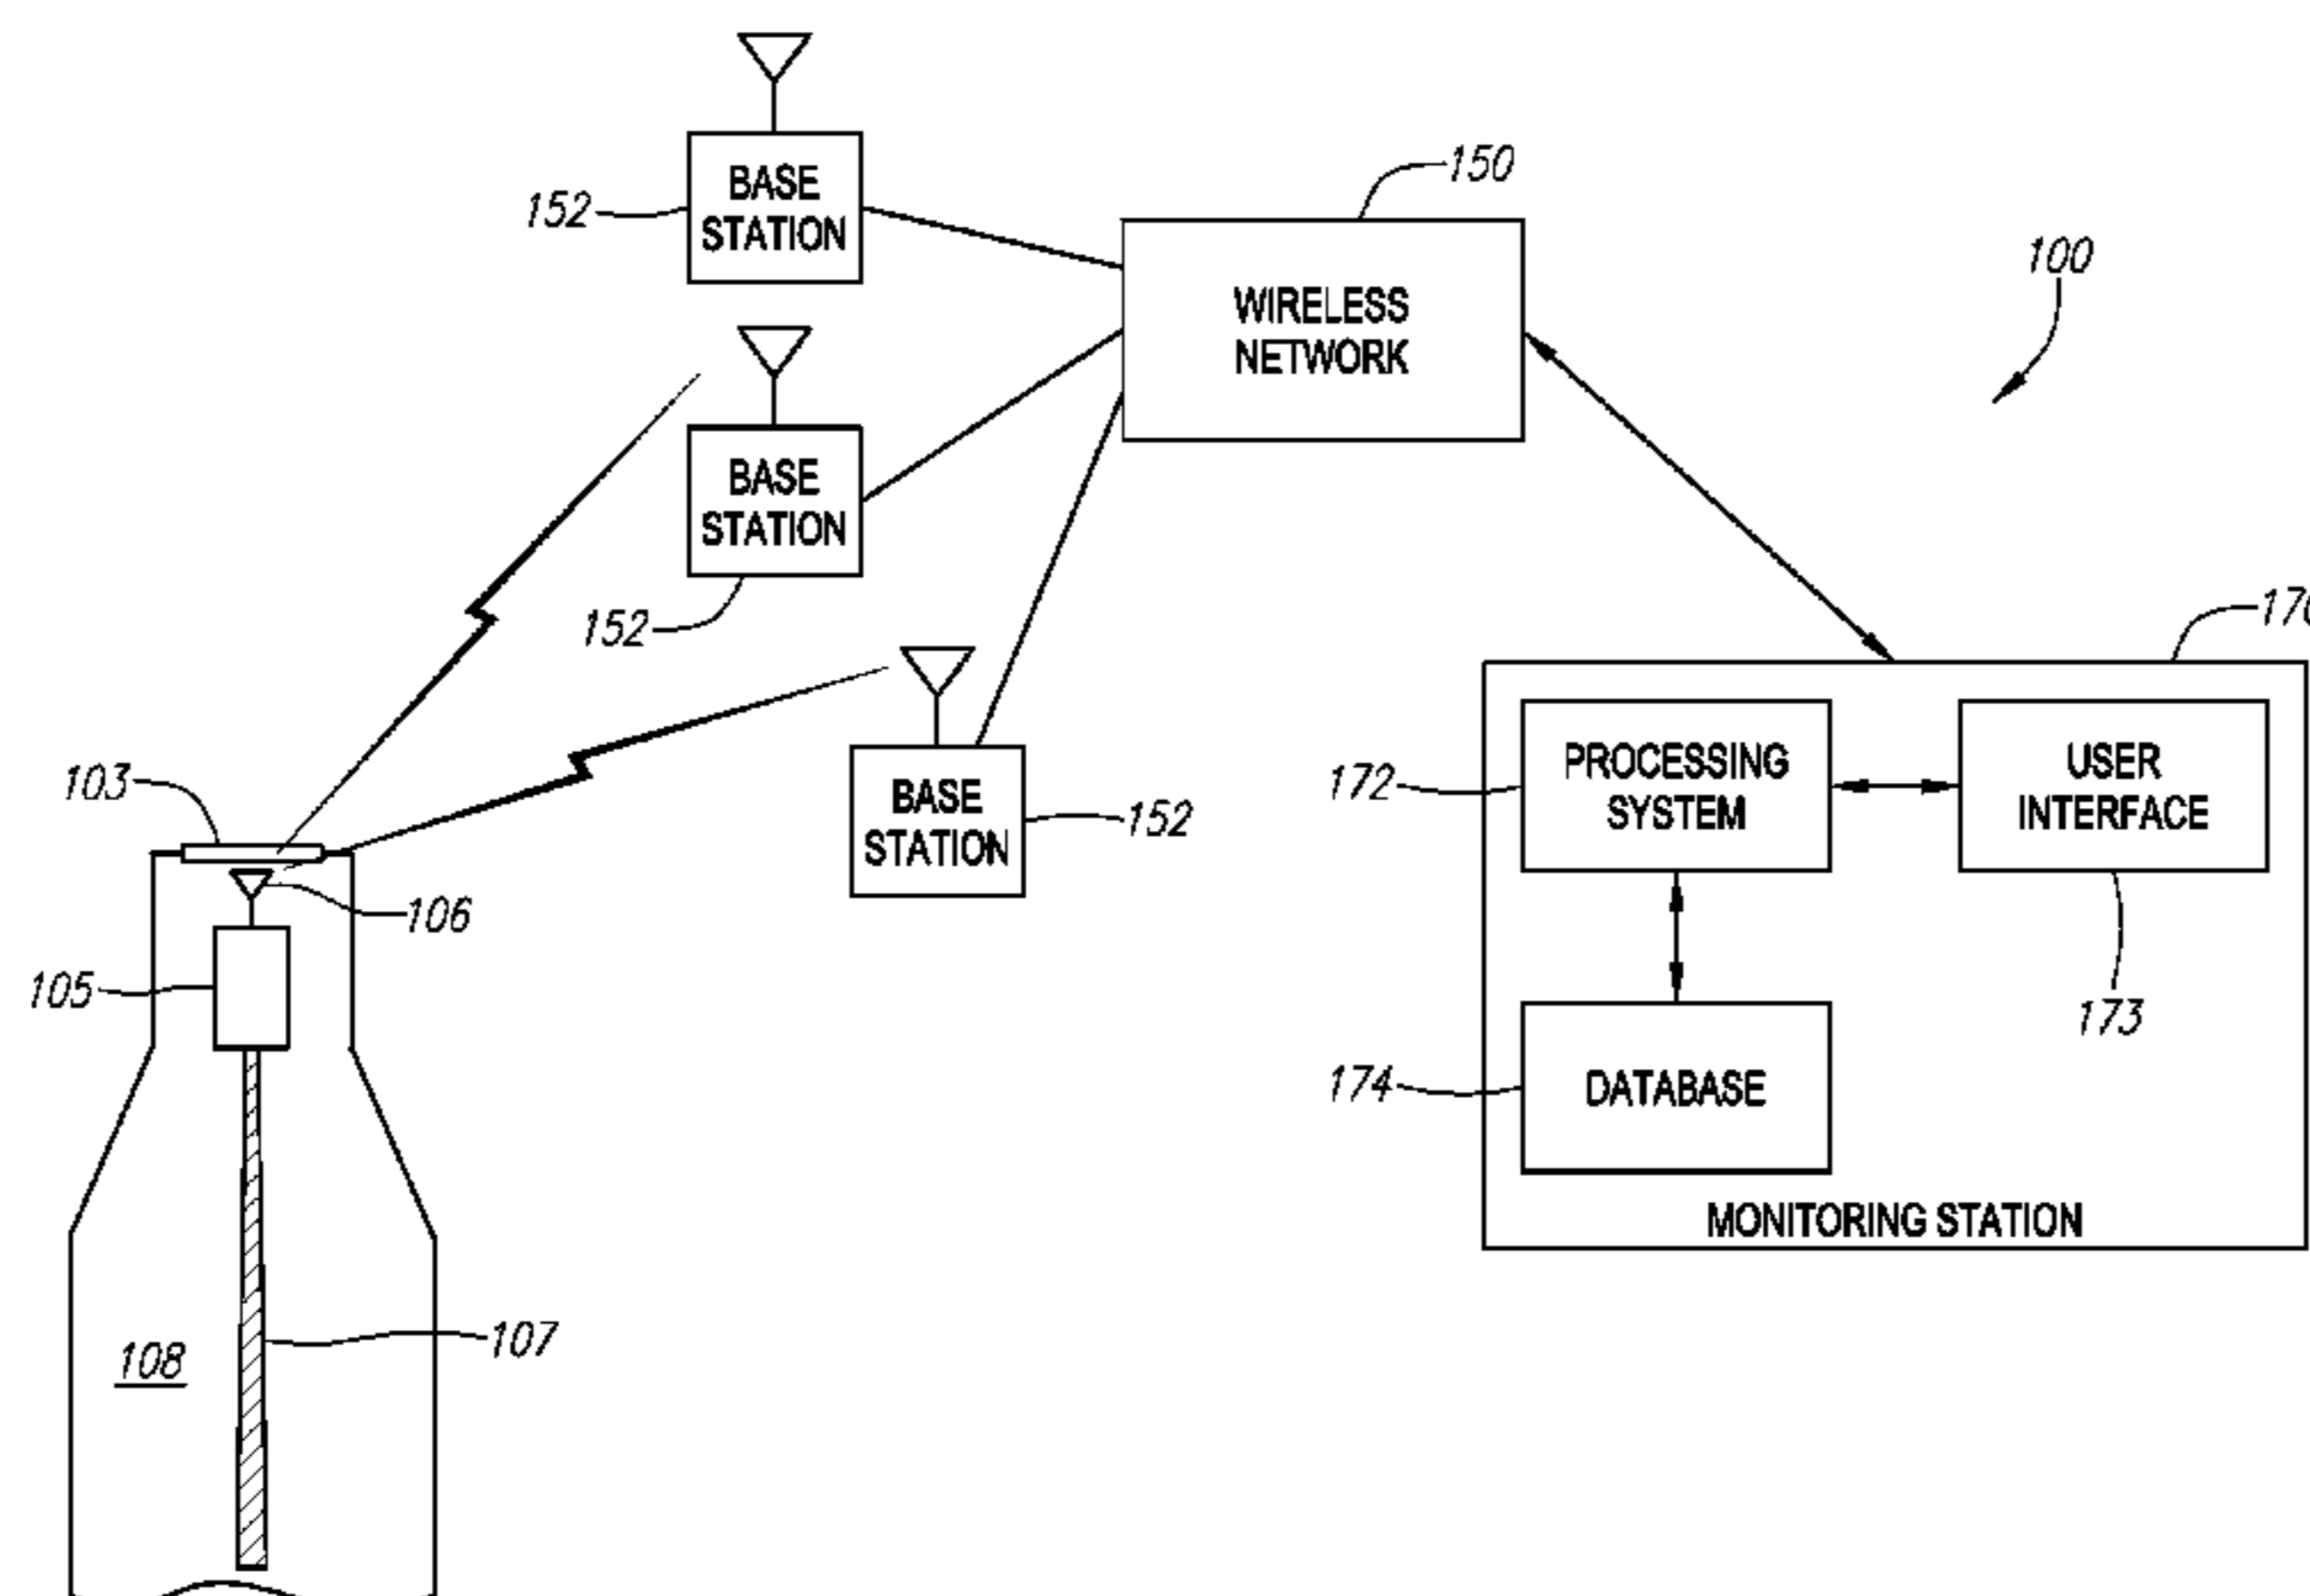 BASE
STATION
152
150
WIRELESS
NETWORK
100
BASE
STATION
152
BASE
STATION
152
103
106
105
107
108
172
PROCESSING
SYSTEM
USER
INTERFACE
173
174
DATABASE
MONITORING STATION